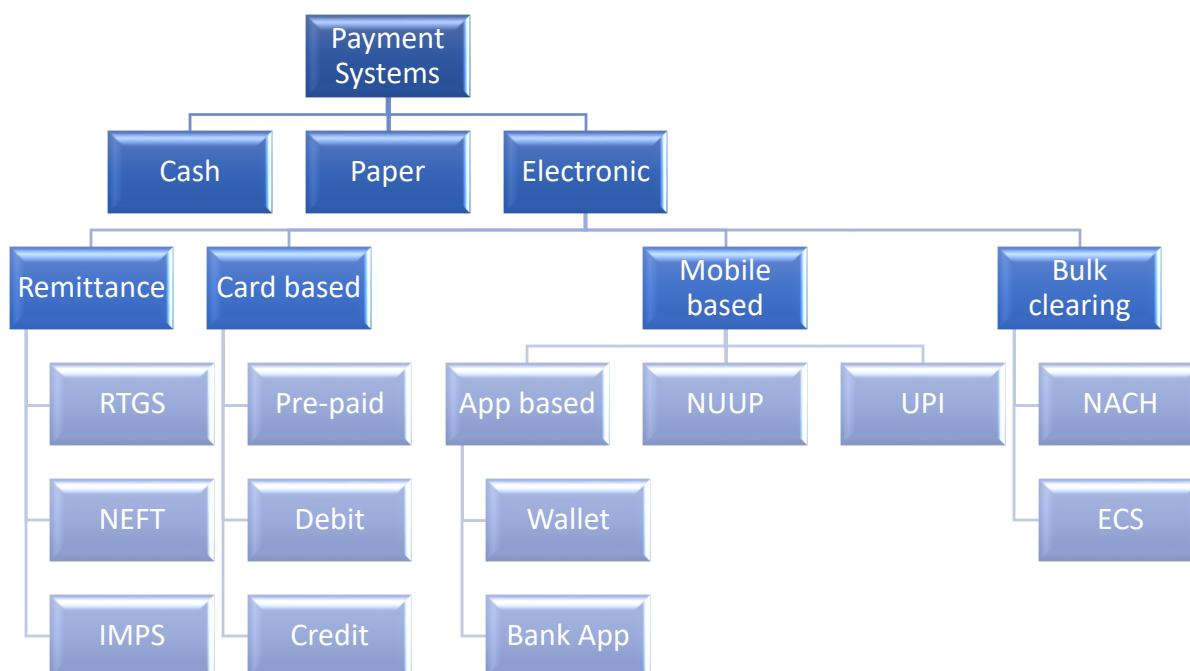 Payment
Systems
Cash
Paper
Electronic
Remittance
Card based
Mobile
based
Bulk
clearing
RTGS
Pre-paid
App based
NUUP
UPI
NACH
NEFT
Debit
Wallet
ECS
IMPS
Credit
Bank App